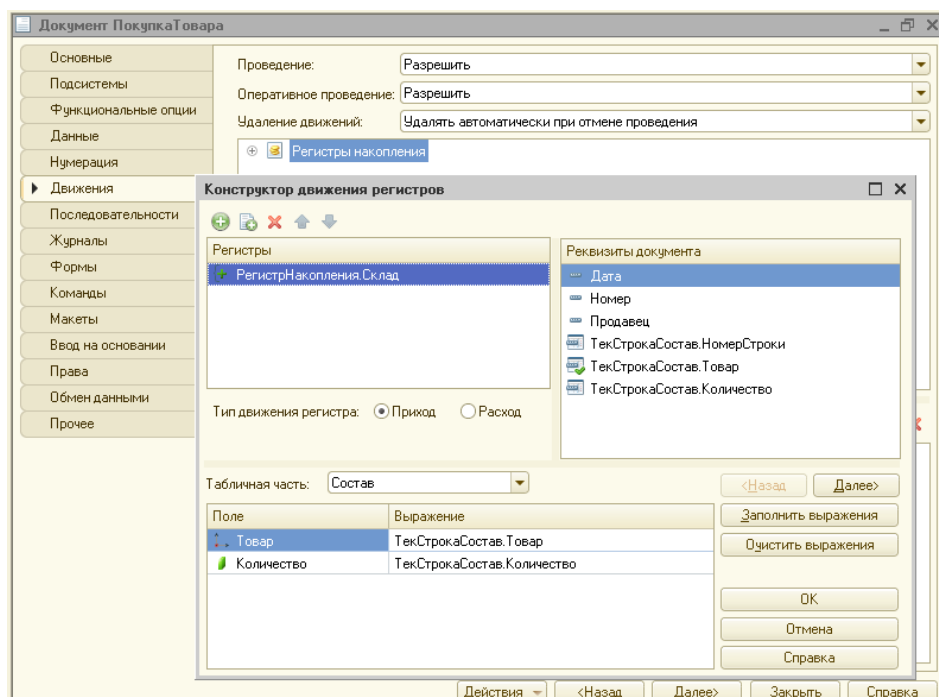 Документ ПокупкаТовара
Основные
Подсистемы
Функциональные опции
Данные
Нумерация
Движения
Последовательности
Журналы
Формы
Команды
Макеты
Ввод на основании
Права
Обмен данными
Прочее
Проведение: Разрешить
Оперативное проведение: Разрешить
Удаление движений: Удалять автоматически при отмене проведения
Регистры накопления
Конструктор движения регистров
Регистры
РегистрНакопления.Склад
Реквизиты документа
Дата
Номер
Продавец
ТекСтрокаСостав.НомерСтроки
ТекСтрокаСостав.Товар
ТекСтрокаСостав.Количество
Тип движения регистра: Приход Расход
Табличная часть: Состав
<Назад Далее>
Поле Выражение
Товар ТекСтрокаСостав.Товар
Количество ТекСтрокаСостав.Количество
Заполнить выражения
Очистить выражения
ОК
Отмена
Справка
Действия <Назад Далее> Закрыть Справка